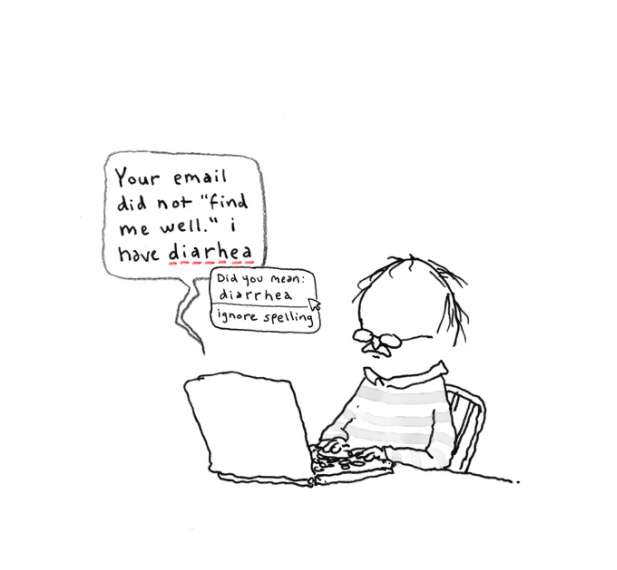 Your email
did not "find
me well." i
have diarhea
Did you mean:
diarrhea
ignore spelling